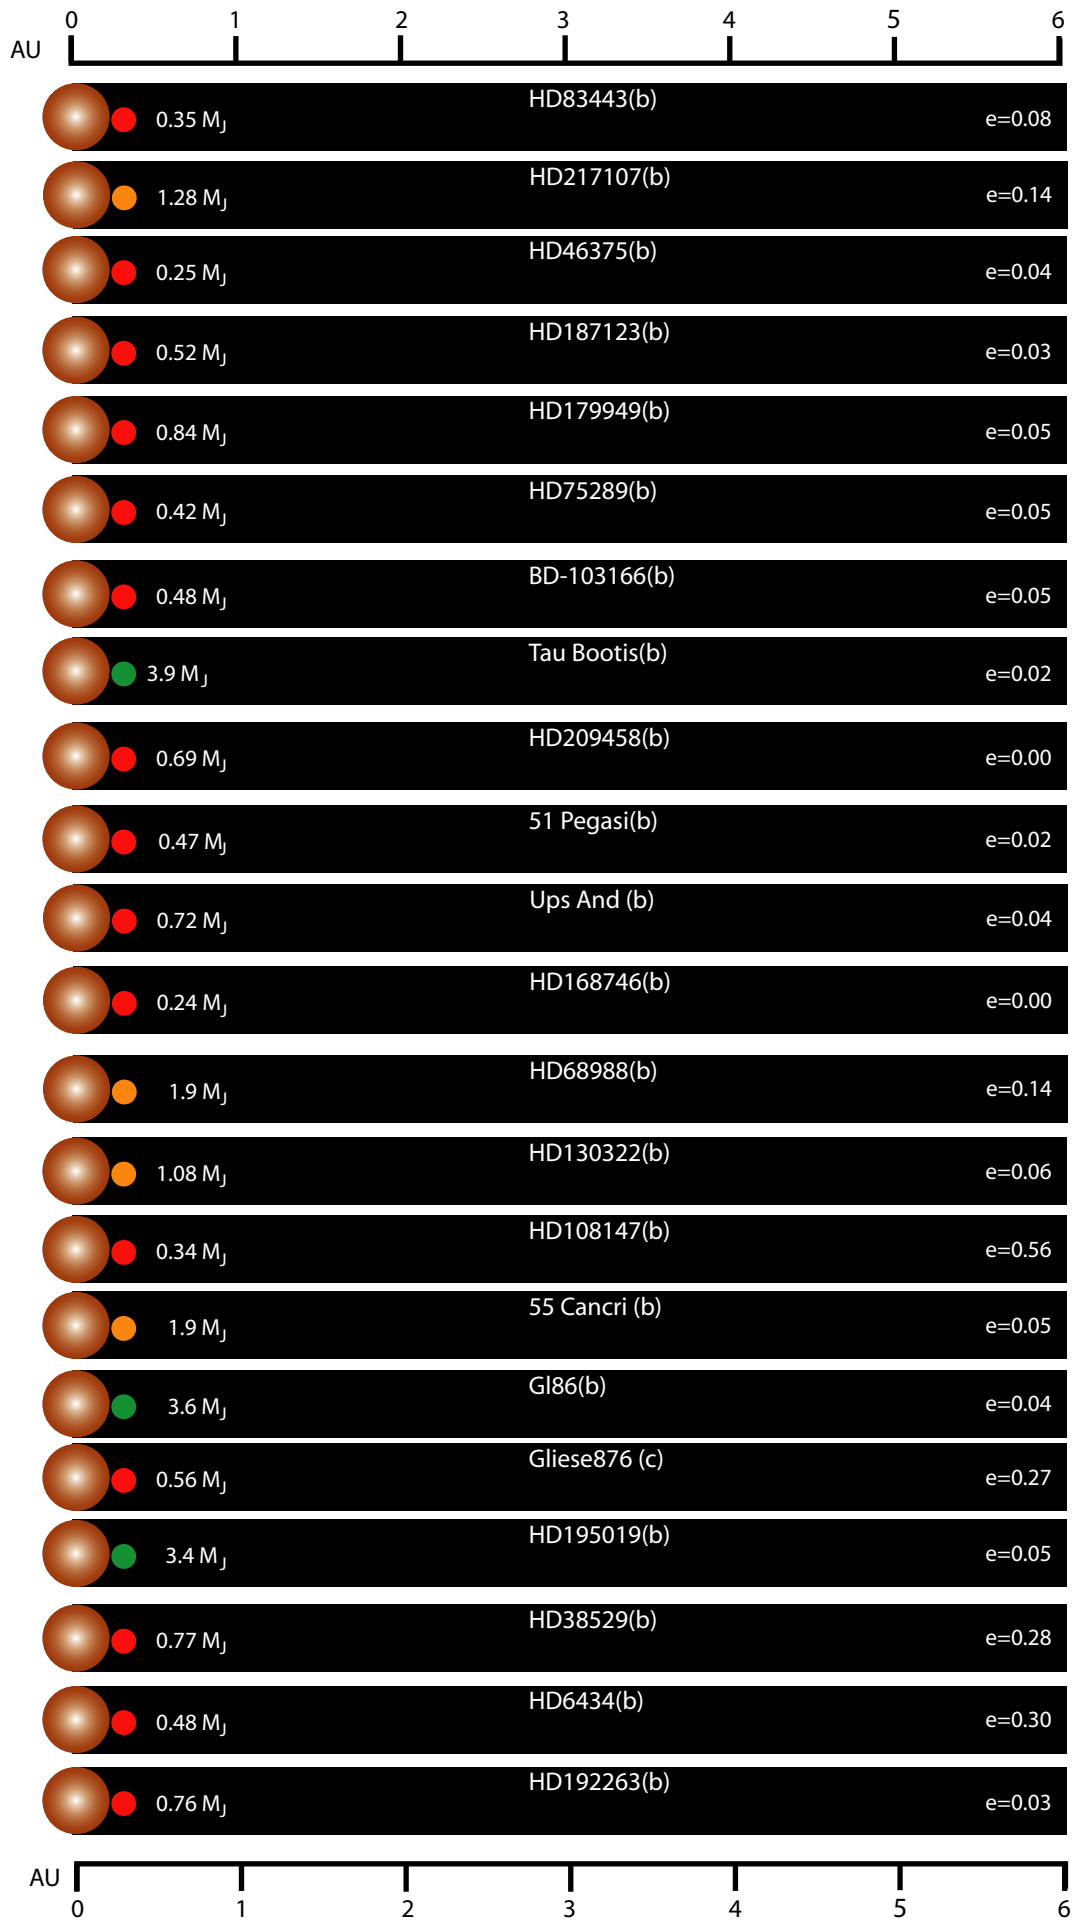 0 1 2 3 4 5 6
AU
HD83443(b)
0.35 MJ e=0.08
HD217107(b)
1.28 MJ e=0.14
HD46375(b)
0.25 MJ e=0.04
HD187123(b)
0.52 MJ e=0.03
HD179949(b)
0.84 MJ e=0.05
HD75289(b)
0.42 MJ e=0.05
BD-103166(b)
0.48 MJ e=0.05
Tau Bootis(b)
3.9 MJ e=0.02
HD209458(b)
0.69 MJ e=0.00
51 Pegasi(b)
0.47 MJ e=0.02
Ups And (b)
0.72 MJ e=0.04
HD168746(b)
0.24 MJ e=0.00
HD68988(b)
1.9 MJ e=0.14
HD130322(b)
1.08 MJ e=0.06
HD108147(b)
0.34 MJ e=0.56
55 Cancri (b)
1.9 MJ e=0.05
Gl86(b)
3.6 MJ e=0.04
Gliese876 (c)
0.56 MJ e=0.27
HD195019(b)
3.4 MJ e=0.05
HD38529(b)
0.77 MJ e=0.28
HD6434(b)
0.48 MJ e=0.30
HD192263(b)
0.76 MJ e=0.03
AU
0 1 2 3 4 5 6